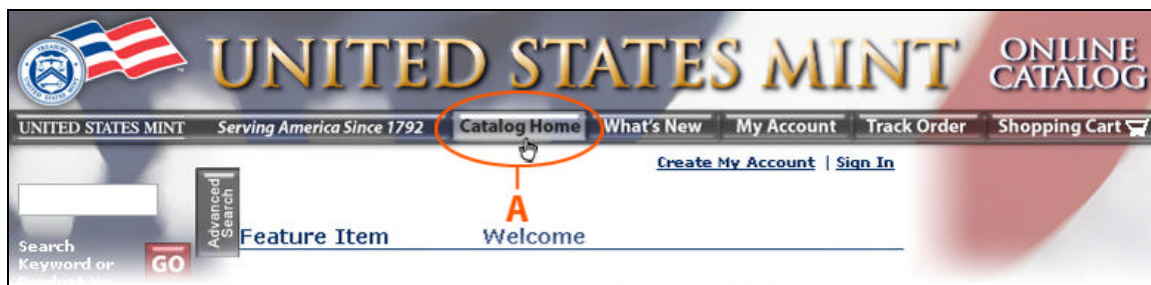 UNITED STATES MINT
ONLINE
CATALOG
UNITED STATES MINT Serving America Since 1792 Catalog Home What's New My Account Track Order Shopping Cart
Create My Account | Sign In
A
Advanced
Search
Feature Item Welcome
Search
Keyword or
GO